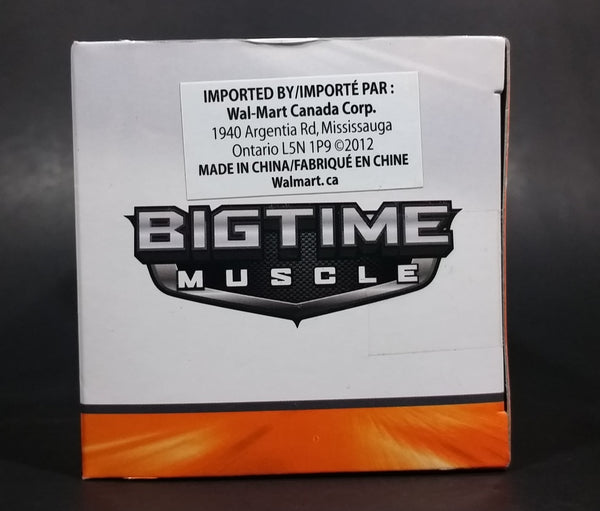 IMPORTED BY/IMPORTÉ PAR :
Wal-Mart Canada Corp.
1940 Argentia Rd, Mississauga
Ontario L5N 1P9 ©2012
MADE IN CHINA/FABRIQUÉ EN CHINE
Walmart.ca
BIGTIME
MUSCLE